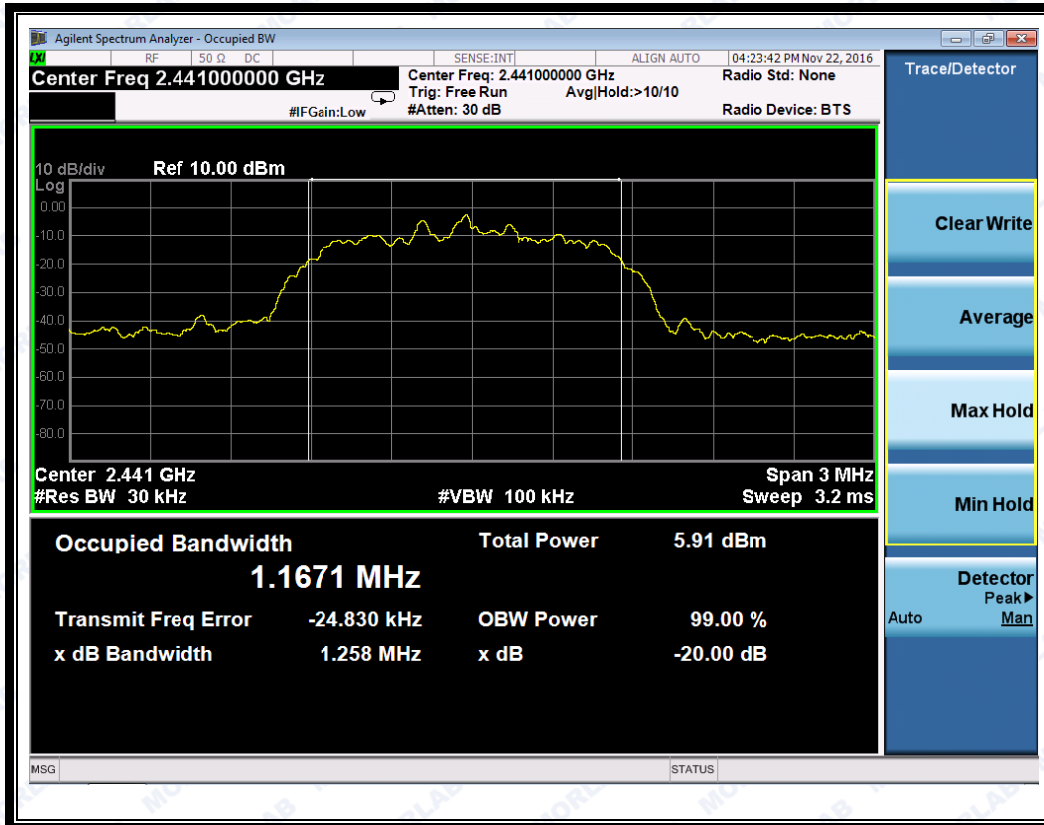 Agilent Spectrum Analyzer - Occupied BW
LXI RF 50 Ω DC SENSE:INT ALIGN AUTO 04:23:42 PM Nov 22, 2016
Center Freq 2.441000000 GHz
Center Freq: 2.441000000 GHz
Radio Std: None
Trig: Free Run Avg|Hold:>10/10
#IFGain:Low
#Atten: 30 dB
Radio Device: BTS
10 dB/div Ref 10.00 dBm
Log
0.00
-10.0
-20.0
-30.0
-40.0
-50.0
-60.0
-70.0
-80.0
Center 2.441 GHz Span 3 MHz
#Res BW 30 kHz #VBW 100 kHz Sweep 3.2 ms
Occupied Bandwidth Total Power 5.91 dBm
1.1671 MHz
Transmit Freq Error -24.830 kHz OBW Power 99.00 %
x dB Bandwidth 1.258 MHz x dB -20.00 dB
MSG STATUS
Trace/Detector
Clear Write
Average
Max Hold
Min Hold
Detector
Peak▶
Auto Man
MORLAB